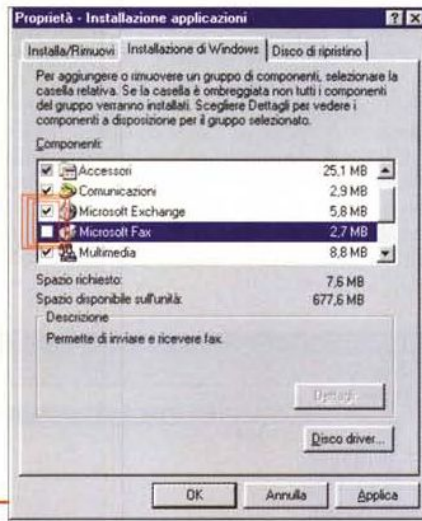 Proprietà - Installazione applicazioni
Installa/Rimuovi
Installazione di Windows
Disco di ripristino
Per aggiungere o rimuovere un gruppo di componenti, selezionare la
casella relativa. Se la casella è ombreggiata non tutti i componenti
del gruppo verranno installati. Scegliere Dettagli per vedere i
componenti a disposizione per il gruppo selezionato.
Componenti:
Accessori 25,1 MB
Comunicazioni 2,9 MB
Microsoft Exchange 5,8 MB
Microsoft Fax 2,7 MB
Multimedia 8,8 MB
Spazio richiesto: 7,6 MB
Spazio disponibile sull'unità: 677,6 MB
Descrizione
Permette di inviare e ricevere fax.
Dettagli
Disco driver...
OK
Annulla
Applica